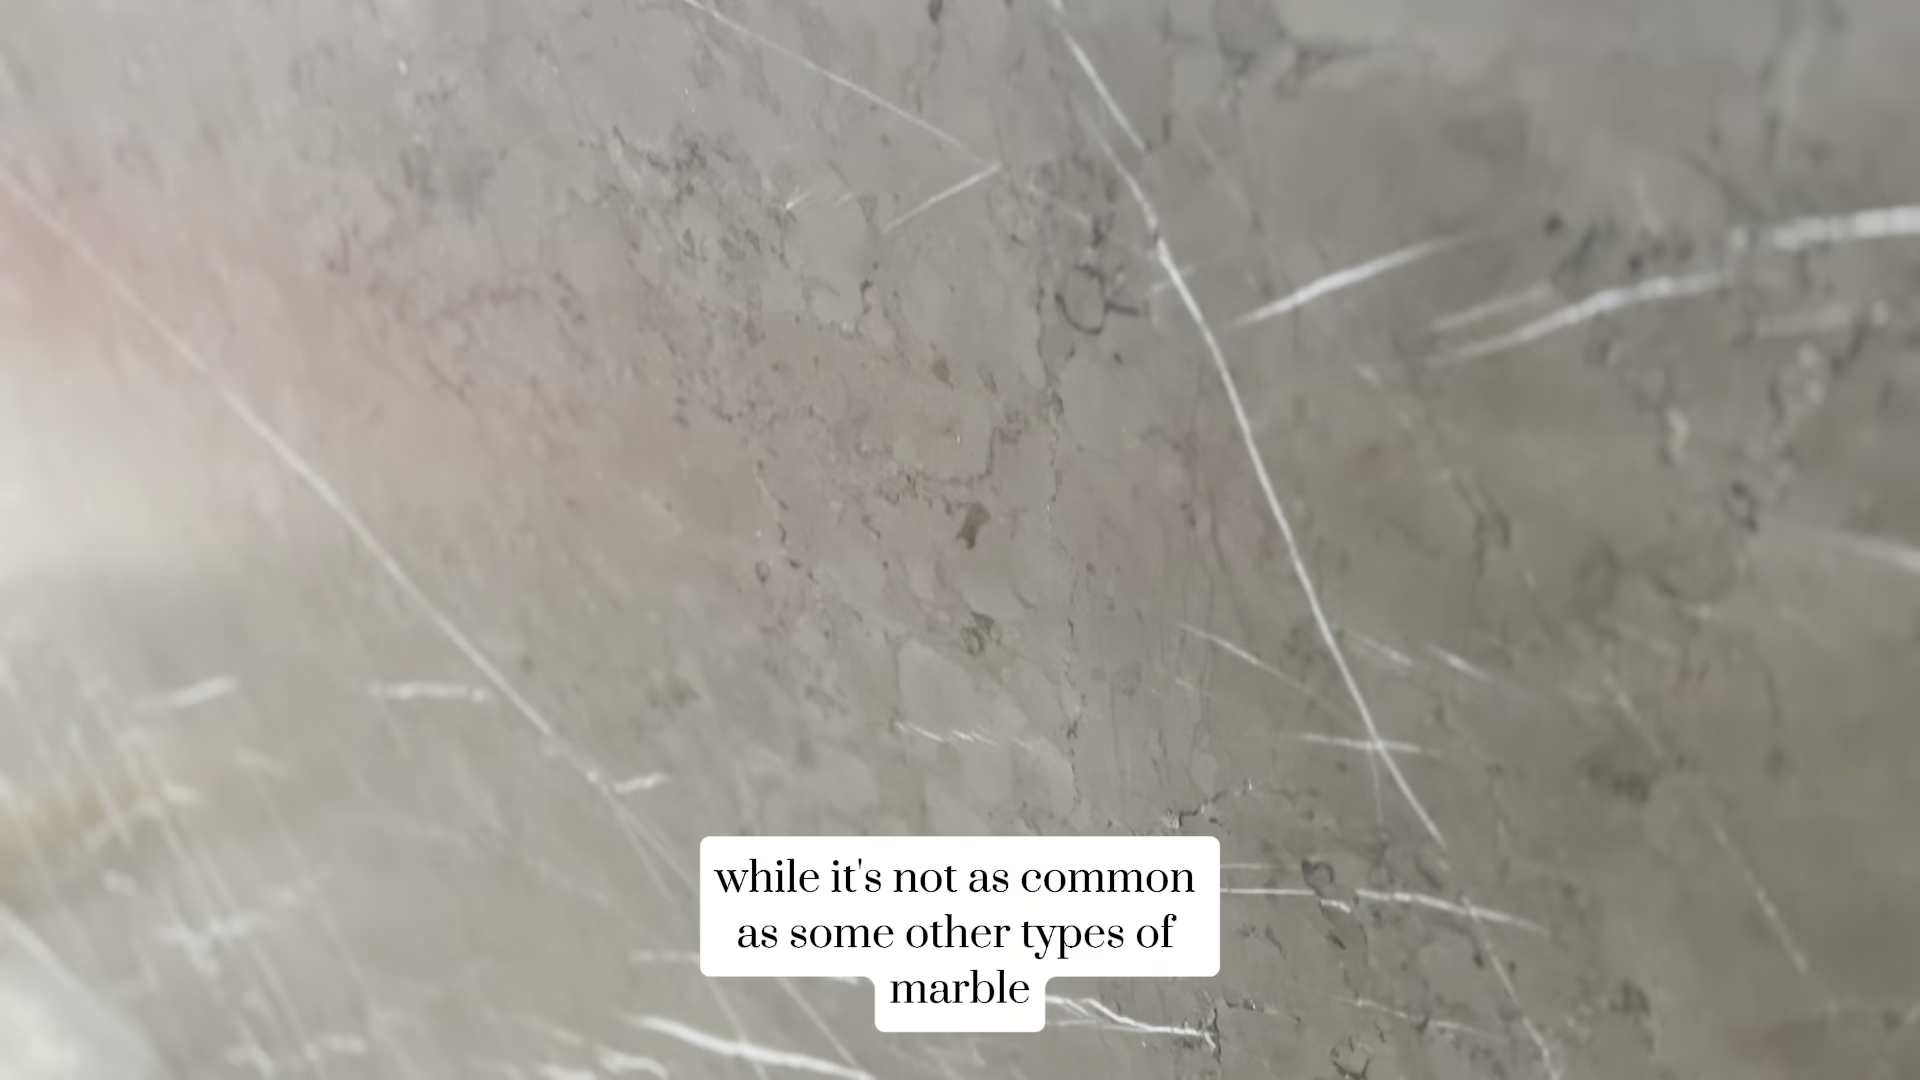 while it's not as common
as some other types of
marble